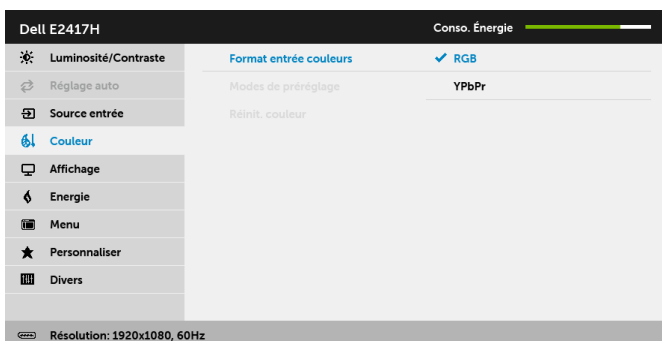 Dell E2417H Conso. Énergie
Luminosité/Contraste Format entrée couleurs RGB
Réglage auto Modes de préréglage YPbPr
Source entrée Réinit. couleur
Couleur
Affichage
Energie
Menu
Personnaliser
Divers
Résolution: 1920x1080, 60Hz